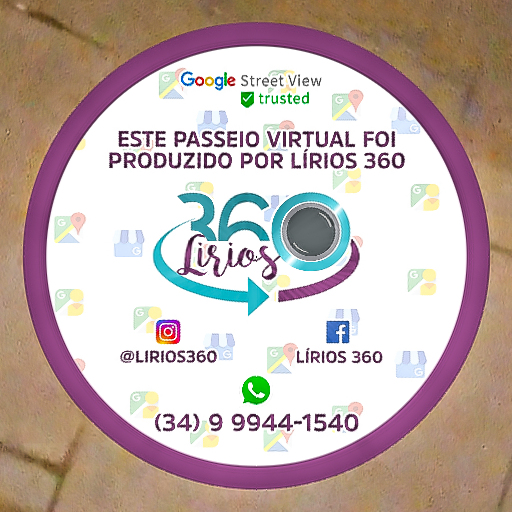 Google Street View
trusted
ESTE PASSEIO VIRTUAL FOI
PRODUZIDO POR LÍRIOS 360
360
Lírios
@LIRIOS360
LÍRIOS 360
(34) 9 9944-1540